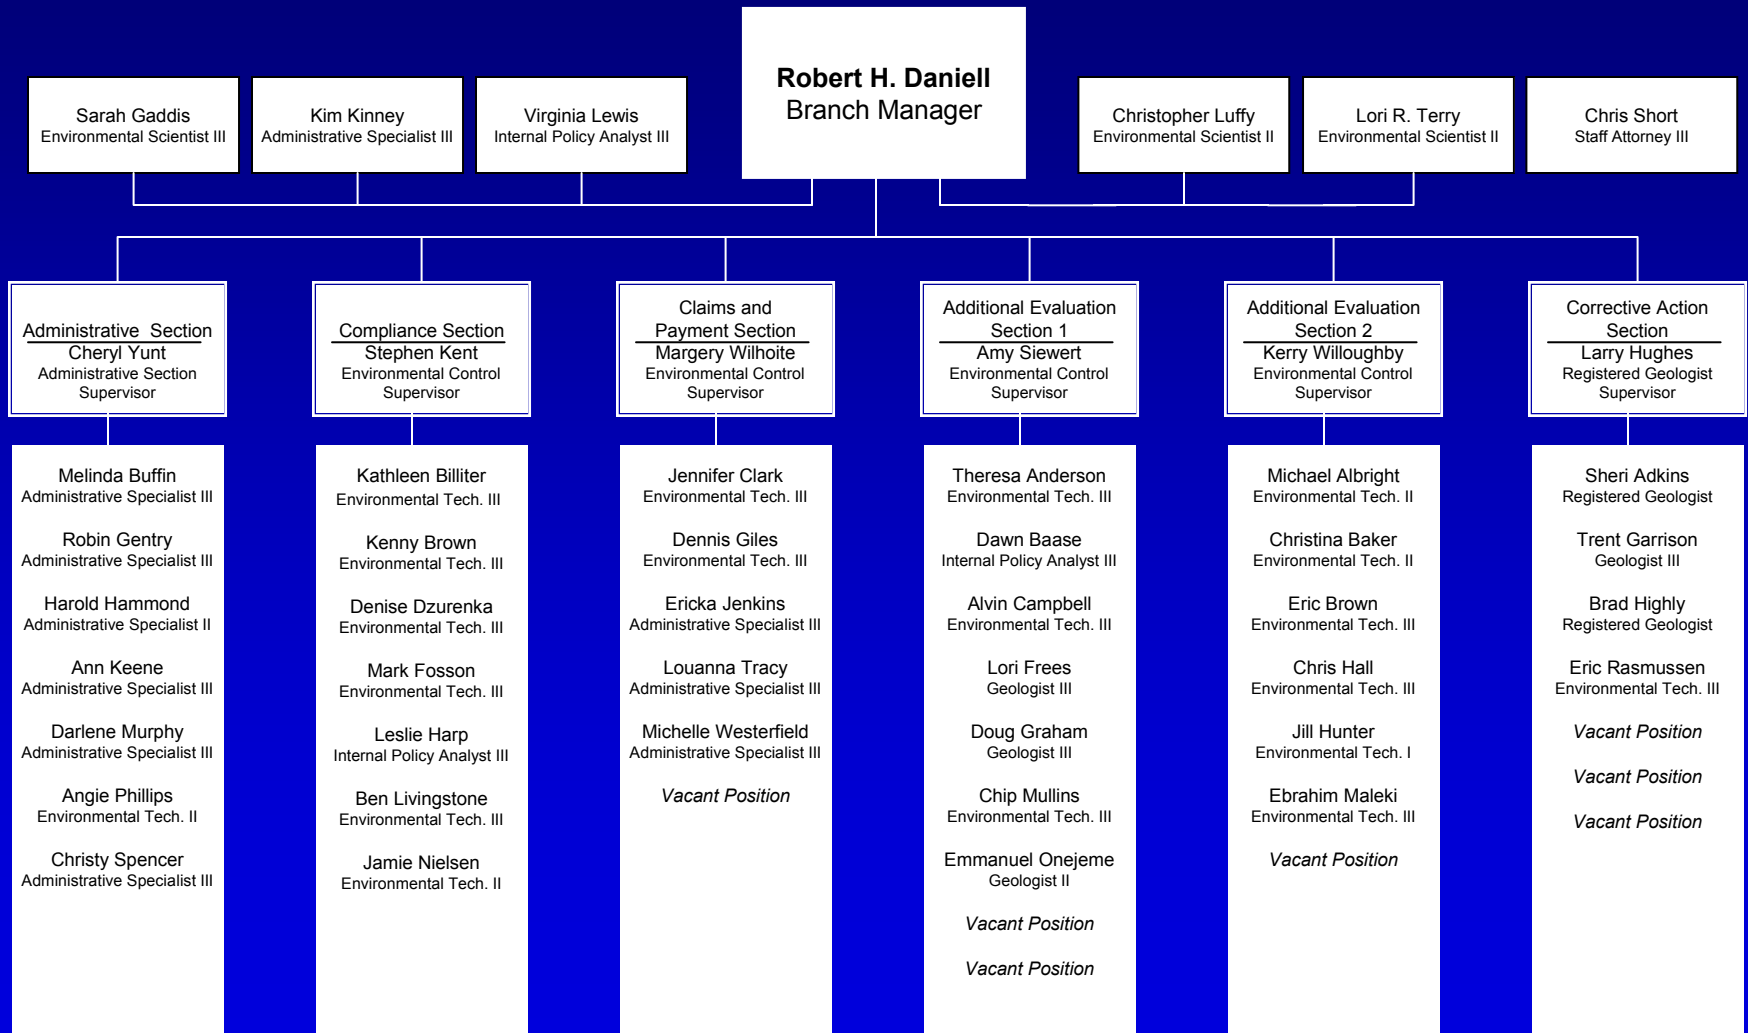 Robert H. Daniell
Branch Manager
Sarah Gaddis
Environmental Scientist III
Kim Kinney
Administrative Specialist III
Virginia Lewis
Internal Policy Analyst III
Christopher Luffy
Environmental Scientist II
Lori R. Terry
Environmental Scientist II
Chris Short
Staff Attorney III
Administrative Section
Cheryl Yunt
Administrative Section
Supervisor
Melinda Buffin
Administrative Specialist III
Robin Gentry
Administrative Specialist III
Harold Hammond
Administrative Specialist II
Ann Keene
Administrative Specialist III
Darlene Murphy
Administrative Specialist III
Angie Phillips
Environmental Tech. II
Christy Spencer
Administrative Specialist III
Compliance Section
Stephen Kent
Environmental Control
Supervisor
Kathleen Billiter
Environmental Tech. III
Kenny Brown
Environmental Tech. III
Denise Dzurenka
Environmental Tech. III
Mark Fosson
Environmental Tech. III
Leslie Harp
Internal Policy Analyst III
Ben Livingstone
Environmental Tech. III
Jamie Nielsen
Environmental Tech. II
Claims and
Payment Section
Margery Wilhoite
Environmental Control
Supervisor
Jennifer Clark
Environmental Tech. III
Dennis Giles
Environmental Tech. III
Ericka Jenkins
Administrative Specialist III
Louanna Tracy
Administrative Specialist III
Michelle Westerfield
Administrative Specialist III
Vacant Position
Additional Evaluation
Section 1
Amy Siewert
Environmental Control
Supervisor
Theresa Anderson
Environmental Tech. III
Dawn Baase
Internal Policy Analyst III
Alvin Campbell
Environmental Tech. III
Lori Frees
Geologist III
Doug Graham
Geologist III
Chip Mullins
Environmental Tech. III
Emmanuel Onejeme
Geologist II
Vacant Position
Vacant Position
Additional Evaluation
Section 2
Kerry Willoughby
Environmental Control
Supervisor
Michael Albright
Environmental Tech. II
Christina Baker
Environmental Tech. II
Eric Brown
Environmental Tech. III
Chris Hall
Environmental Tech. III
Jill Hunter
Environmental Tech. I
Ebrahim Maleki
Environmental Tech. III
Vacant Position
Corrective Action
Section
Larry Hughes
Registered Geologist
Supervisor
Sheri Adkins
Registered Geologist
Trent Garrison
Geologist III
Brad Highly
Registered Geologist
Eric Rasmussen
Environmental Tech. III
Vacant Position
Vacant Position
Vacant Position